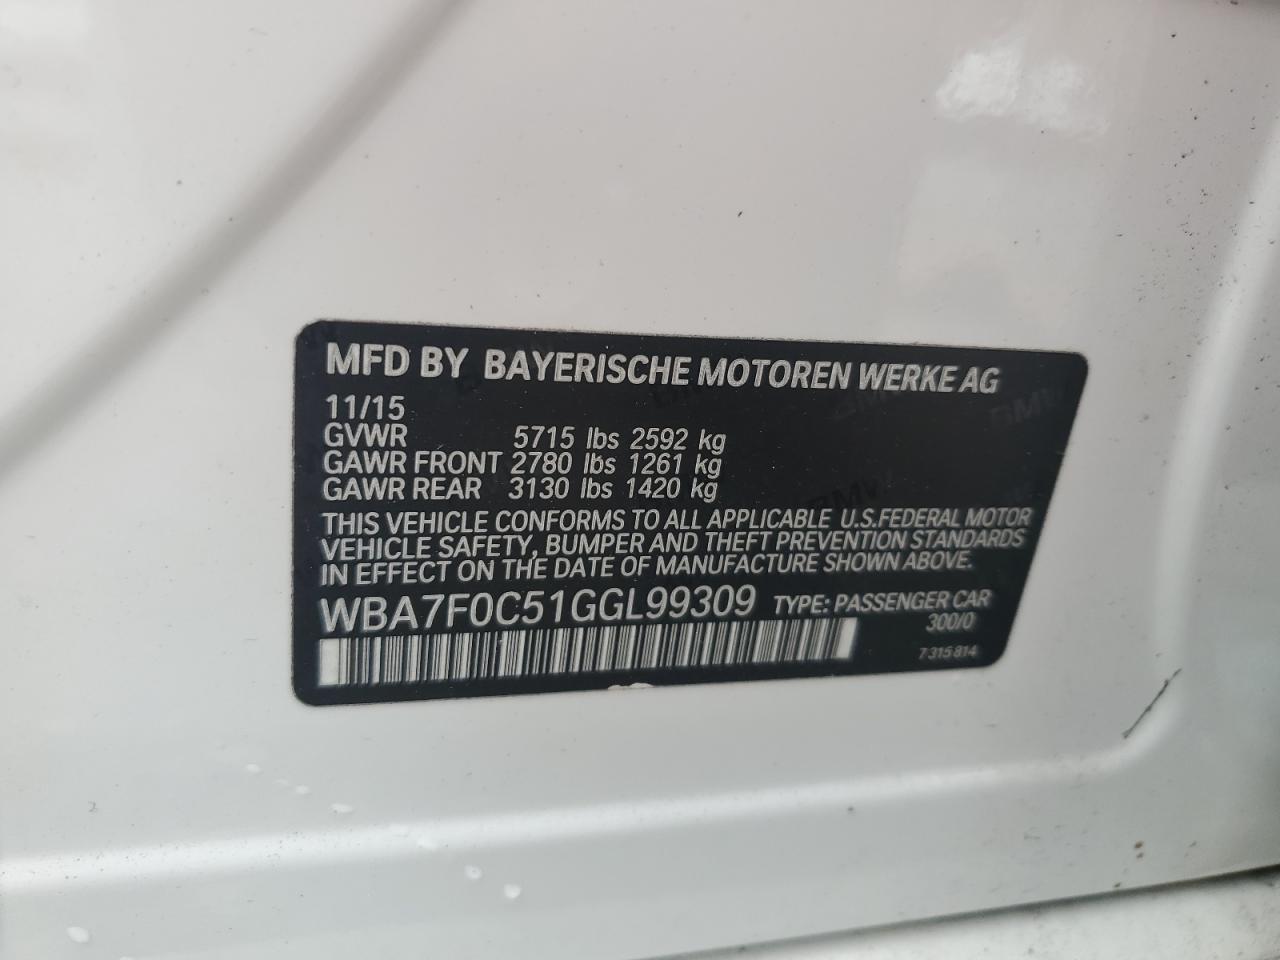 MFD BY BAYERISCHE MOTOREN WERKE AG
11/15
GVWR 5715 lbs 2592 kg
GAWR FRONT 2780 lbs 1261 kg
GAWR REAR 3130 lbs 1420 kg
THIS VEHICLE CONFORMS TO ALL APPLICABLE U.S.FEDERAL MOTOR
VEHICLE SAFETY, BUMPER AND THEFT PREVENTION STANDARDS
IN EFFECT ON THE DATE OF MANUFACTURE SHOWN ABOVE.
WBA7F0C51GGL99309 TYPE: PASSENGER CAR
300/0
7 315 814